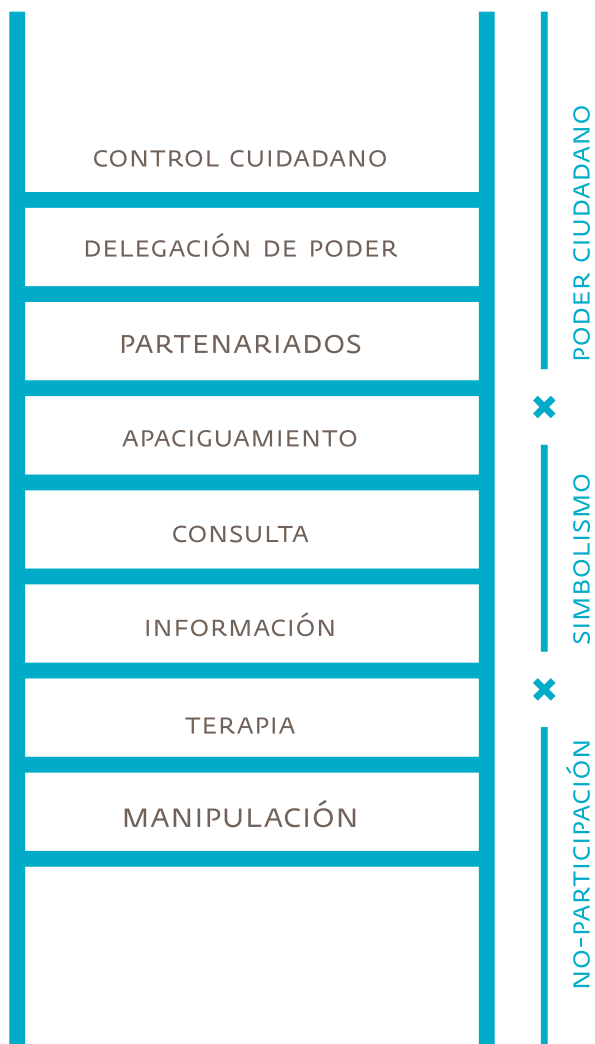 CONTROL CUIDADANO
DELEGACIÓN DE PODER
PARTENARIADOS
APACIGUAMIENTO
CONSULTA
INFORMACIÓN
TERAPIA
MANIPULACIÓN
PODER CIUDADANO
SIMBOLISMO
NO-PARTICIPACIÓN